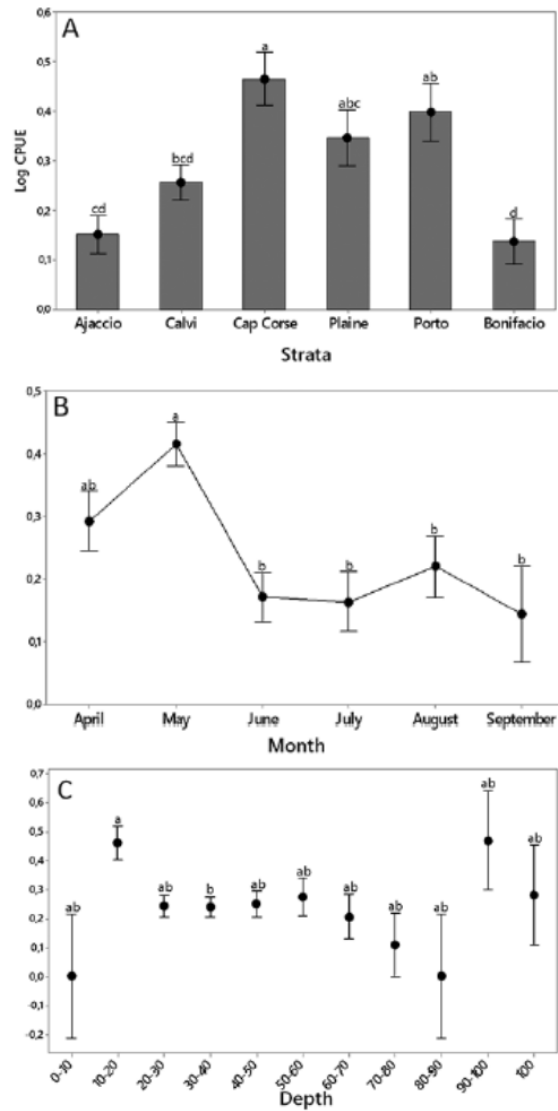 A
0,6
0,5
0,4
0,3
0,2
0,1
0,0
Log CPUE
cd
bcd
a
abc
ab
d
Ajaccio Calvi Cap Corse Plaine Porto Bonifacio
Strata
B
0,5
0,4
0,3
0,2
0,1
0,0
ab
a
b
b
b
b
April May June July August September
Month
C
0,7
0,6
0,5
0,4
0,3
0,2
0,1
0,0
-0,1
-0,2
ab
a
ab
b
ab
ab
ab
ab
ab
ab
ab
0-10 10-20 20-30 30-40 40-50 50-60 60-70 70-80 80-90 90-100 100
Depth